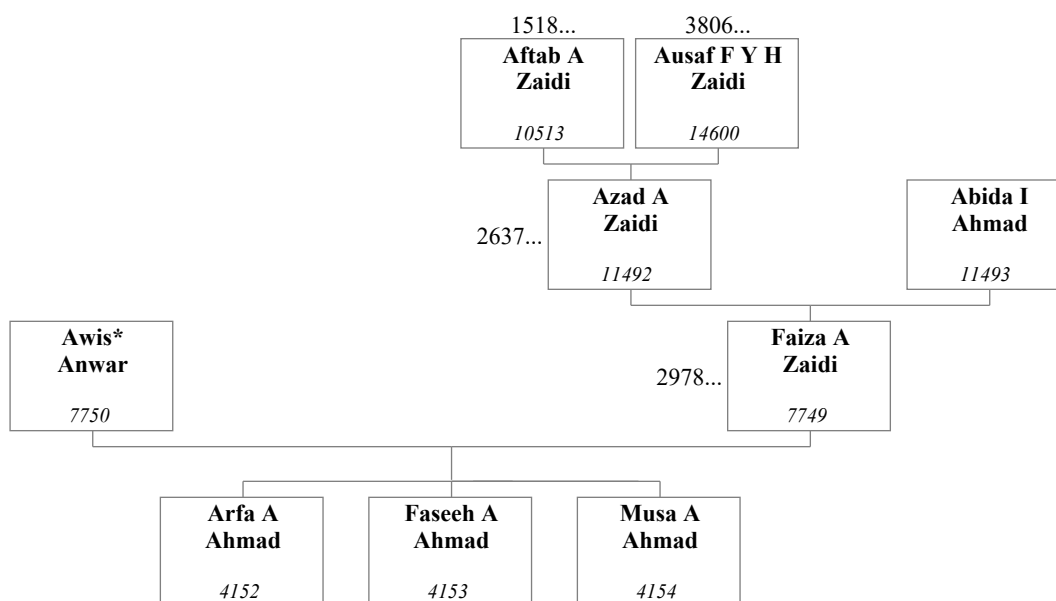 1518...
3806...
Aftab A
Zaidi
10513
Ausaf F Y H
Zaidi
14600
2637...
Azad A
Zaidi
11492
Abida I
Ahmad
11493
Awis*
Anwar
7750
2978...
Faiza A
Zaidi
7749
Arfa A
Ahmad
4152
Faseeh A
Ahmad
4153
Musa A
Ahmad
4154